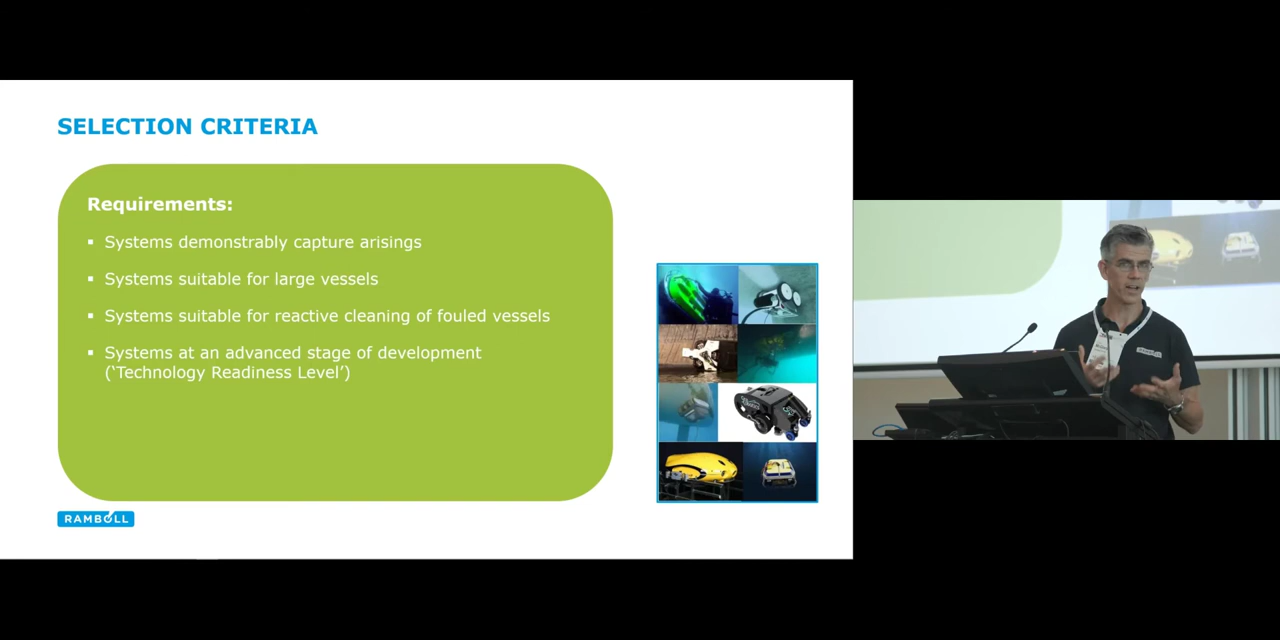 SELECTION CRITERIA
Requirements:
▪ Systems demonstrably capture arisings
▪ Systems suitable for large vessels
▪ Systems suitable for reactive cleaning of fouled vessels
▪ Systems at an advanced stage of development
(‘Technology Readiness Level’)
RAMBOLL